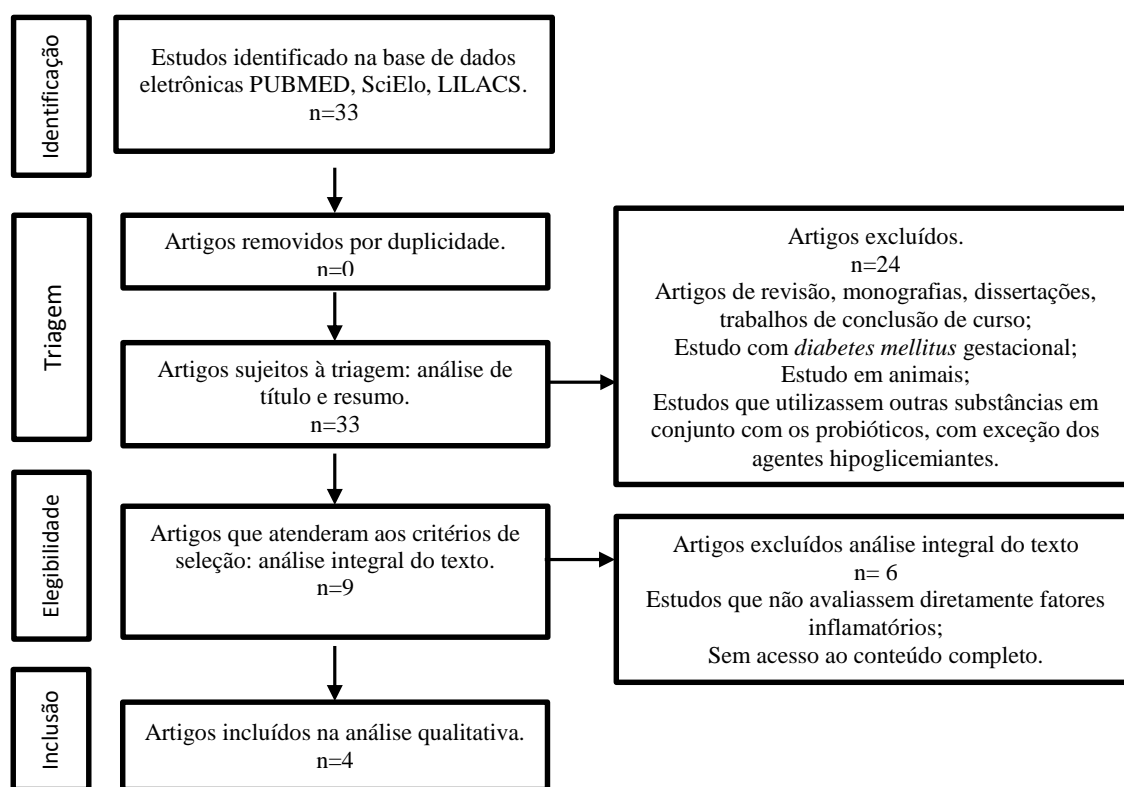 Identificação
Estudos identificado na base de dados
eletrônicas PUBMED, SciElo, LILACS.
n=33
Triagem
Artigos removidos por duplicidade.
n=0
Artigos sujeitos à triagem: análise de
título e resumo.
n=33
Artigos excluídos.
n=24
Artigos de revisão, monografias, dissertações,
trabalhos de conclusão de curso;
Estudo com diabetes mellitus gestacional;
Estudo em animais;
Estudos que utilizassem outras substâncias em
conjunto com os probióticos, com exceção dos
agentes hipoglicemiantes.
Elegibilidade
Artigos que atenderam aos critérios de
seleção: análise integral do texto.
n=9
Artigos excluídos análise integral do texto
n= 6
Estudos que não avaliassem diretamente fatores
inflamatórios;
Sem acesso ao conteúdo completo.
Inclusão
Artigos incluídos na análise qualitativa.
n=4